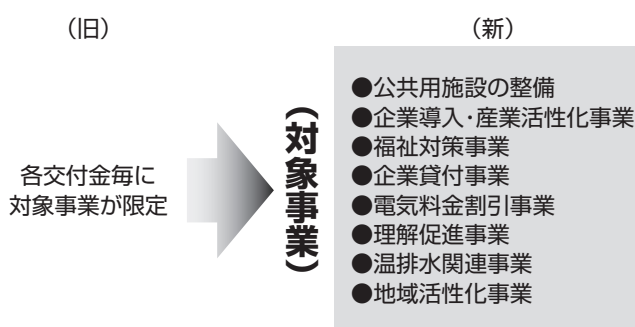 （旧）
各交付金毎に
対象事業が限定
（対象事業）
（新）
●公共用施設の整備
●企業導入・産業活性化事業
●福祉対策事業
●企業貸付事業
●電気料金割引事業
●理解促進事業
●温排水関連事業
●地域活性化事業